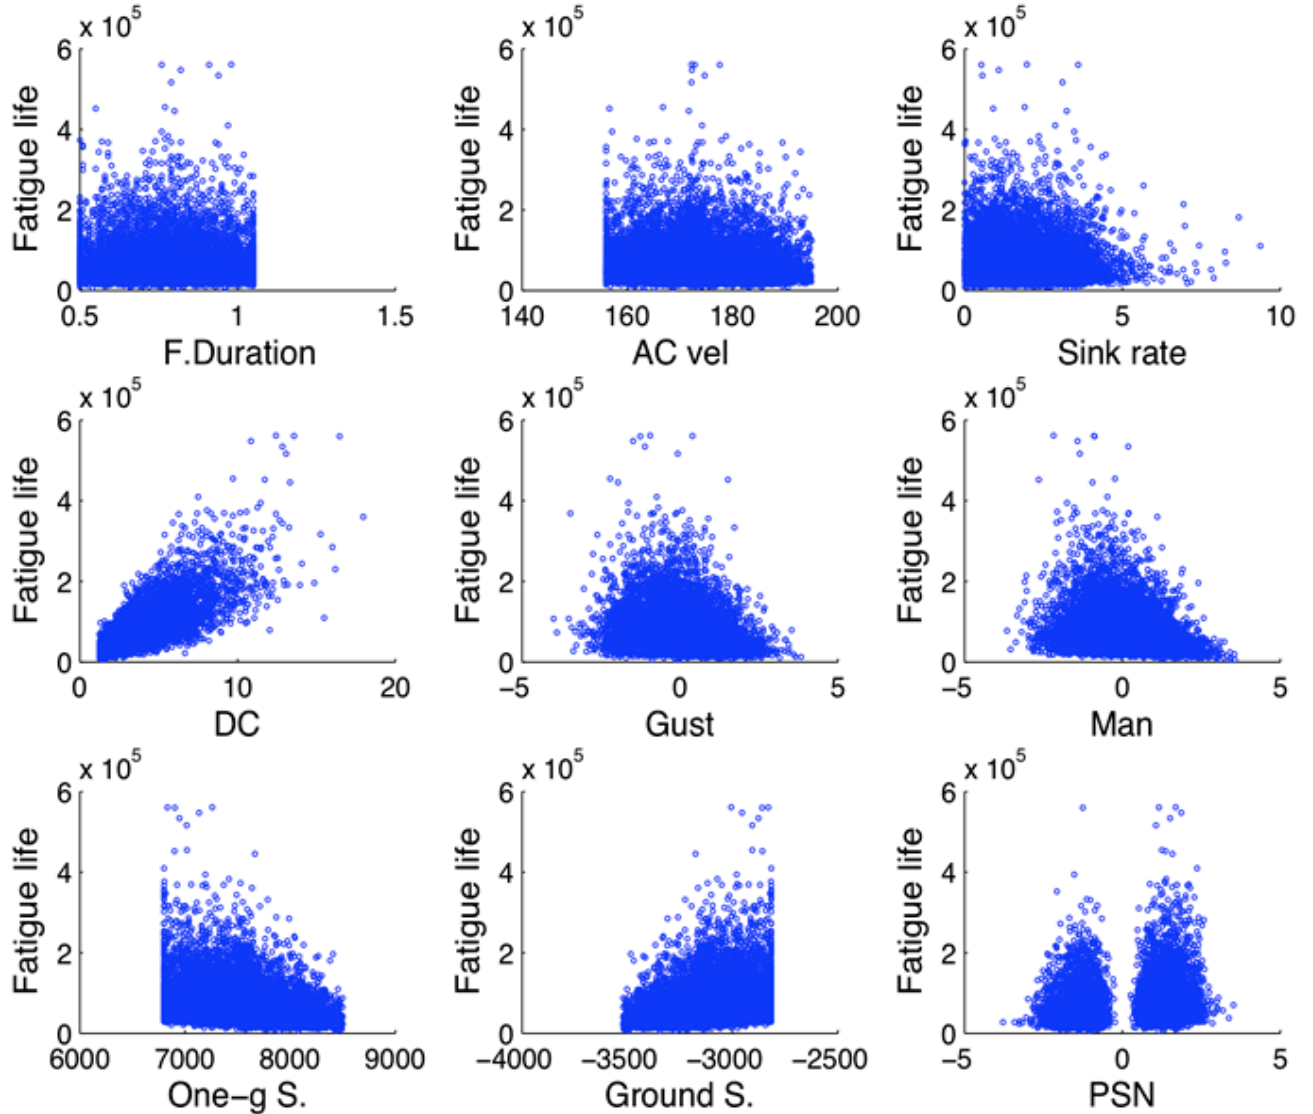 x 10^5 x 10^5 x 10^5
6 6 6
4 4 4
2 2 2
0 0 0
Fatigue life Fatigue life Fatigue life
0.5 1 1.5 140 160 180 200 0 5 10
F.Duration AC vel Sink rate
x 10^5 x 10^5 x 10^5
6 6 6
4 4 4
2 2 2
0 0 0
Fatigue life Fatigue life Fatigue life
0 10 20 −5 0 5 −5 0 5
DC Gust Man
x 10^5 x 10^5 x 10^5
6 6 6
4 4 4
2 2 2
0 0 0
Fatigue life Fatigue life Fatigue life
6000 7000 8000 9000 −4000 −3500 −3000 −2500 −5 0 5
One−g S. Ground S. PSN